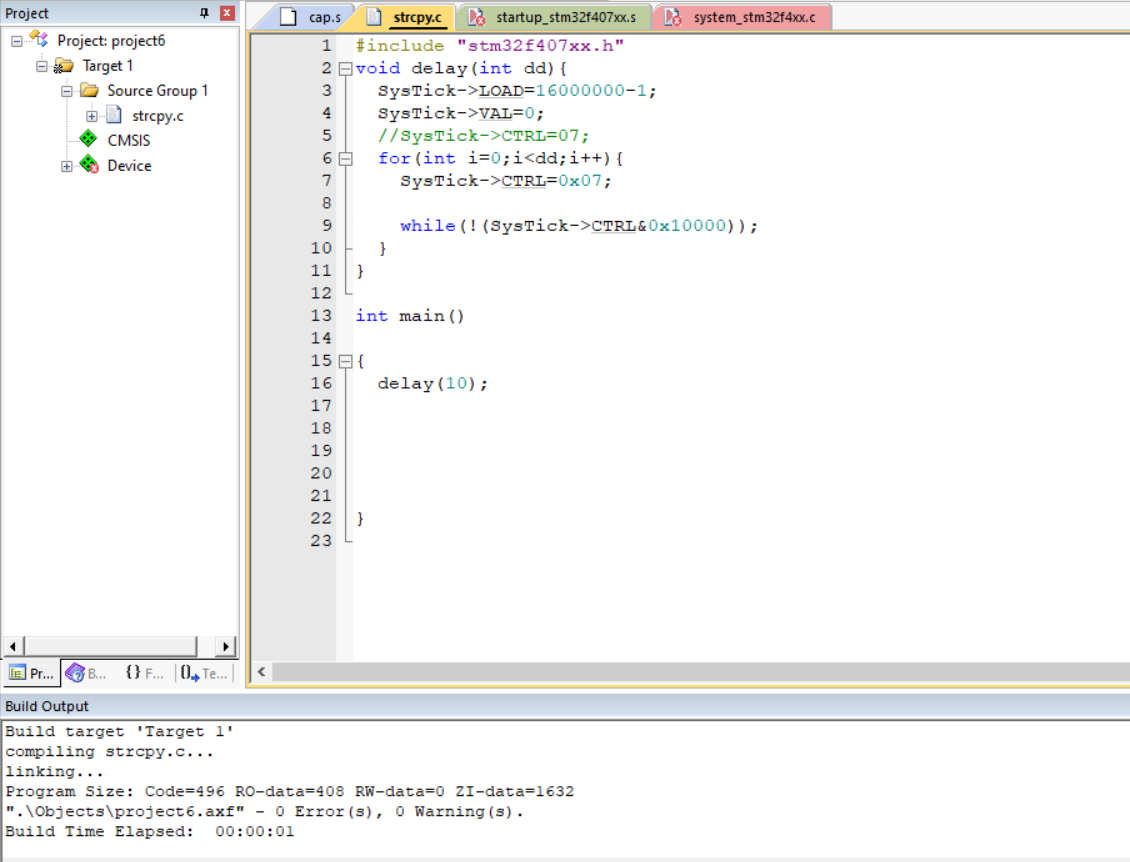 Project
Project: project6
Target 1
Source Group 1
strcpy.c
CMSIS
Device
Pr... B... {} F... Te...
cap.s strcpy.c startup_stm32f407xx.s system_stm32f4xx.c
1 #include "stm32f407xx.h"
2 void delay(int dd){
3 SysTick->LOAD=16000000-1;
4 SysTick->VAL=0;
5 //SysTick->CTRL=07;
6 for(int i=0;i<dd;i++){
7 SysTick->CTRL=0x07;
8
9 while(!(SysTick->CTRL&0x10000));
10 }
11 }
12
13 int main()
14
15 {
16 delay(10);
17
18
19
20
21
22 }
23
Build Output
Build target 'Target 1'
compiling strcpy.c...
linking...
Program Size: Code=496 RO-data=408 RW-data=0 ZI-data=1632
".\Objects\project6.axf" - 0 Error(s), 0 Warning(s).
Build Time Elapsed:  00:00:01